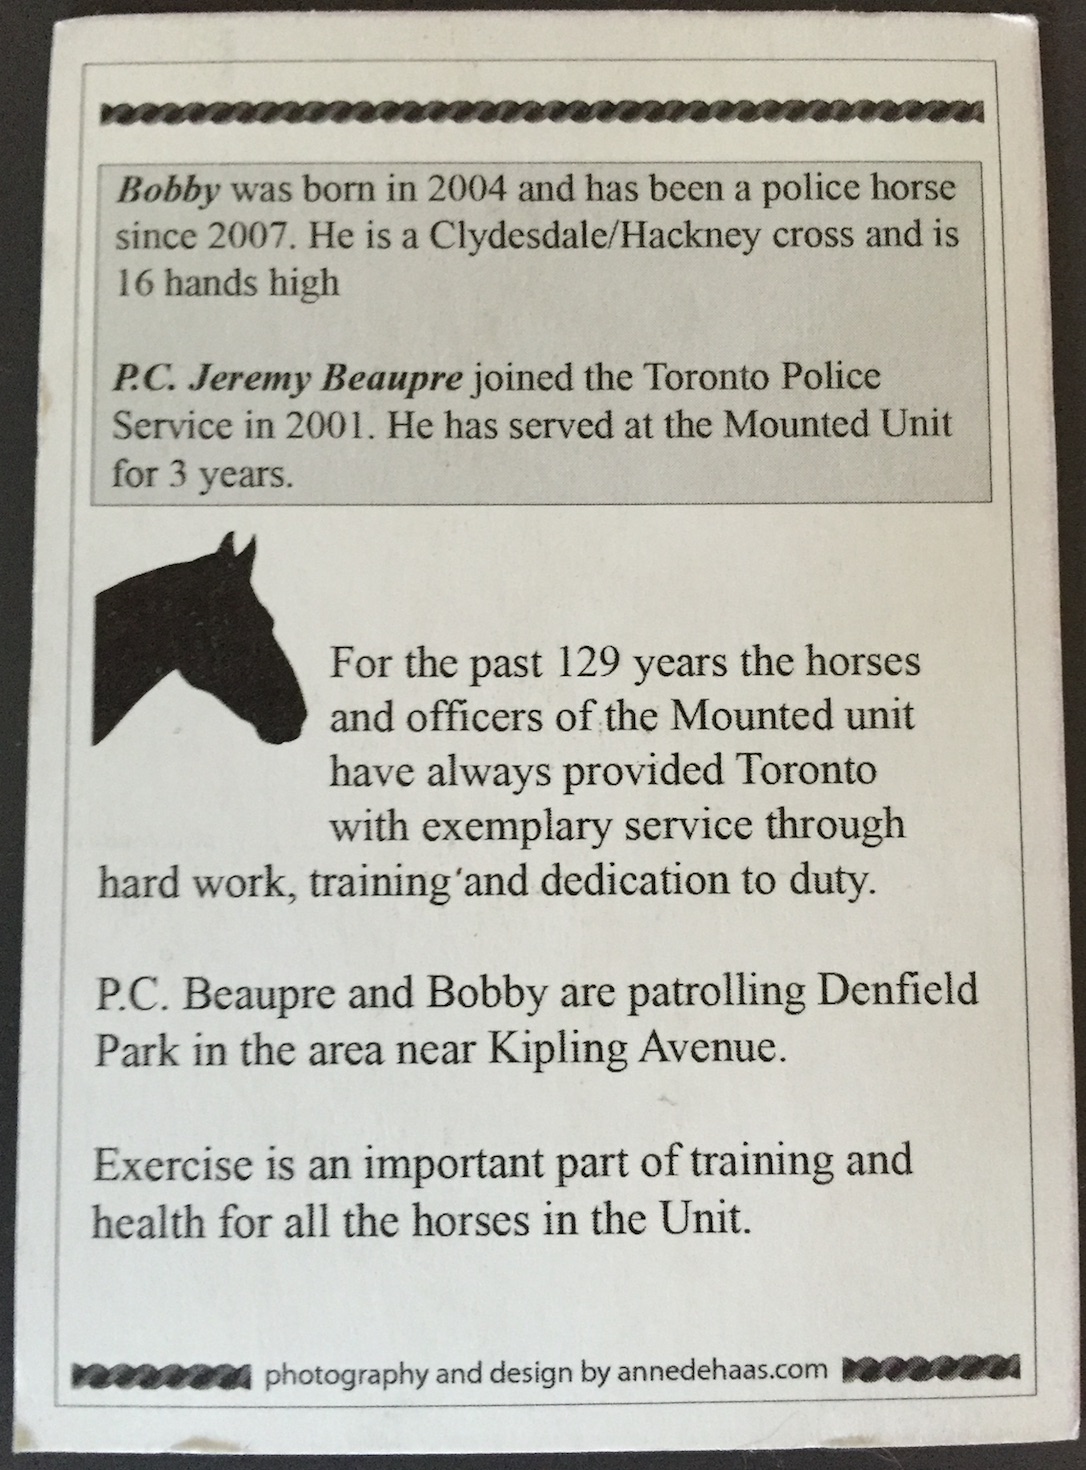 Bobby was born in 2004 and has been a police horse
since 2007. He is a Clydesdale/Hackney cross and is
16 hands high
P.C. Jeremy Beaupre joined the Toronto Police
Service in 2001. He has served at the Mounted Unit
for 3 years.
For the past 129 years the horses
and officers of the Mounted unit
have always provided Toronto
with exemplary service through
hard work, training and dedication to duty.
P.C. Beaupre and Bobby are patrolling Denfield
Park in the area near Kipling Avenue.
Exercise is an important part of training and
health for all the horses in the Unit.
photography and design by annedehaas.com